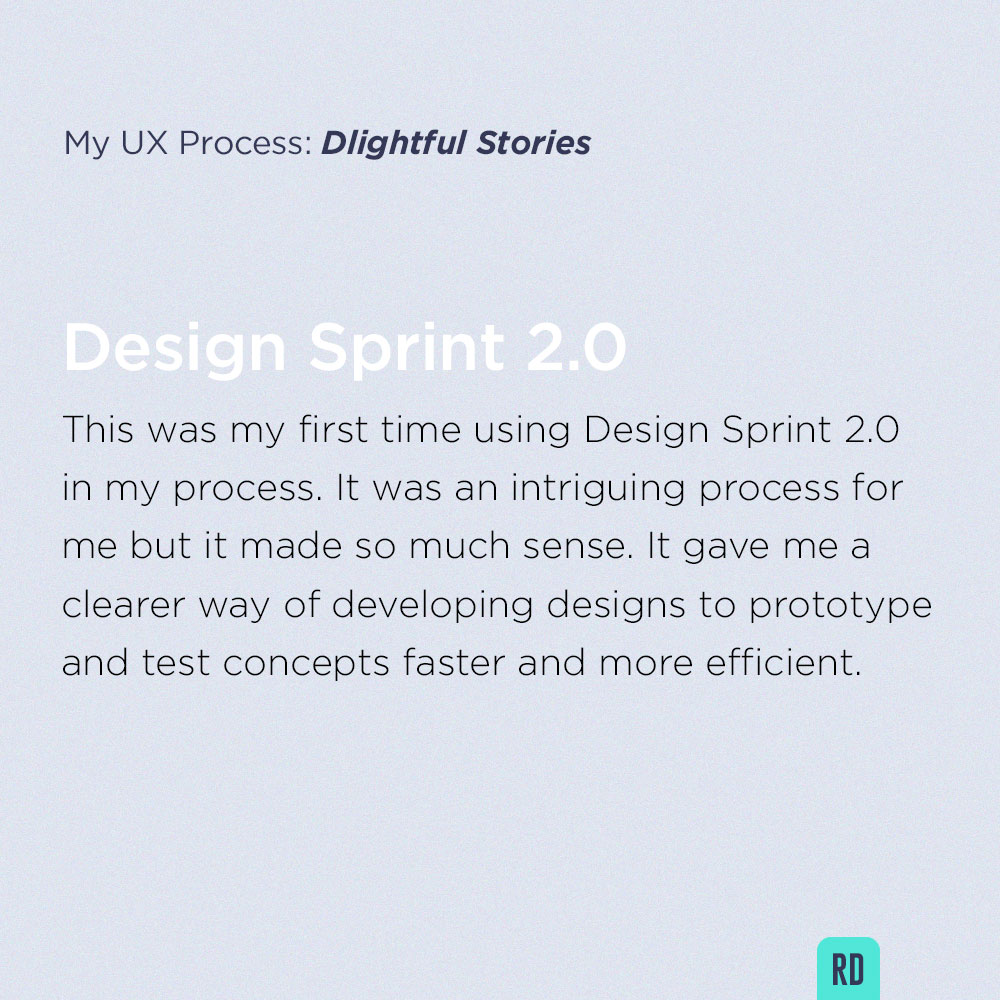 My UX Process: Dlightful Stories
Design Sprint 2.0
This was my first time using Design Sprint 2.0
in my process. It was an intriguing process for
me but it made so much sense. It gave me a
clearer way of developing designs to prototype
and test concepts faster and more efficient.
RD